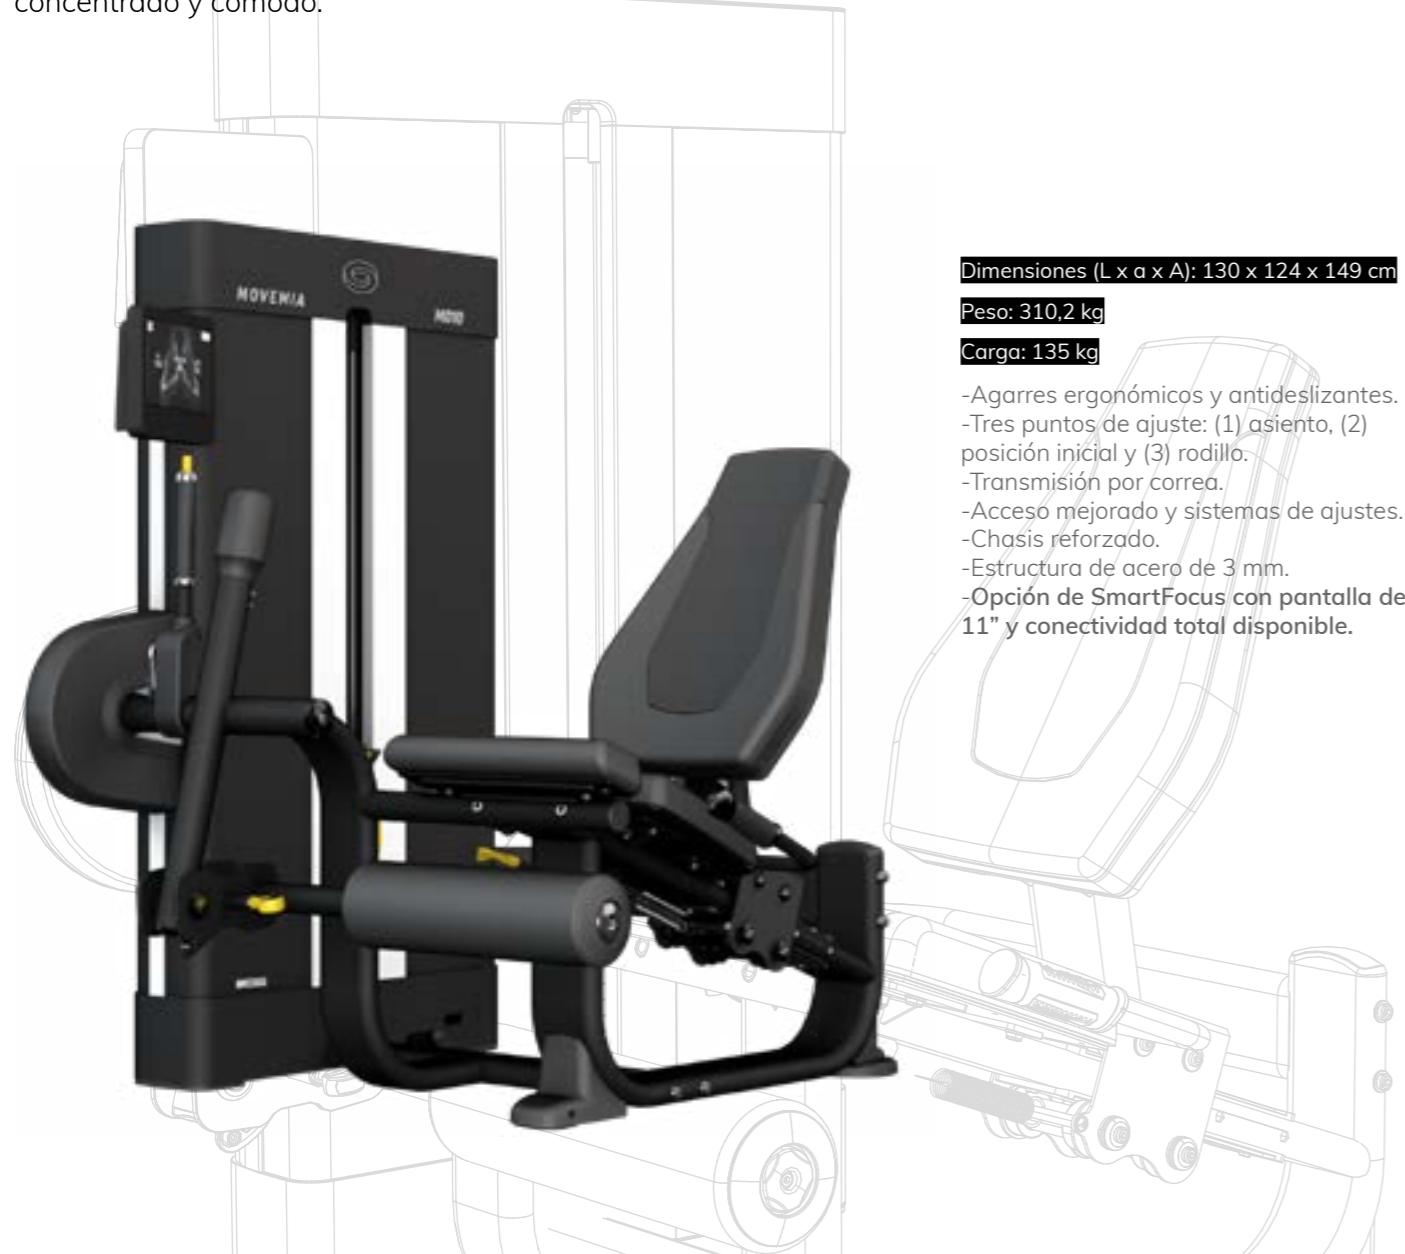 concentrado y cómodo.
MOVEMIA
MD10
Dimensiones (L x a x A): 130 x 124 x 149 cm
Peso: 310,2 kg
Carga: 135 kg
-Agarres ergonómicos y antideslizantes.
-Tres puntos de ajuste: (1) asiento, (2)
posición inicial y (3) rodillo.
-Transmisión por correa.
-Acceso mejorado y sistemas de ajustes.
-Chasis reforzado.
-Estructura de acero de 3 mm.
-Opción de SmartFocus con pantalla de
11” y conectividad total disponible.